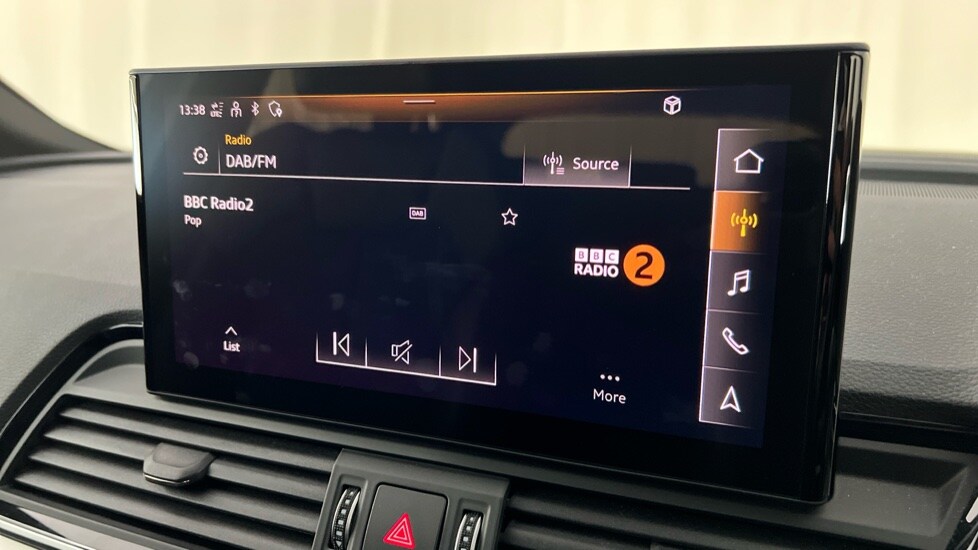 13:38
Radio
DAB/FM
Source
BBC Radio2
Pop
DAB
BBC
RADIO 2
List
More